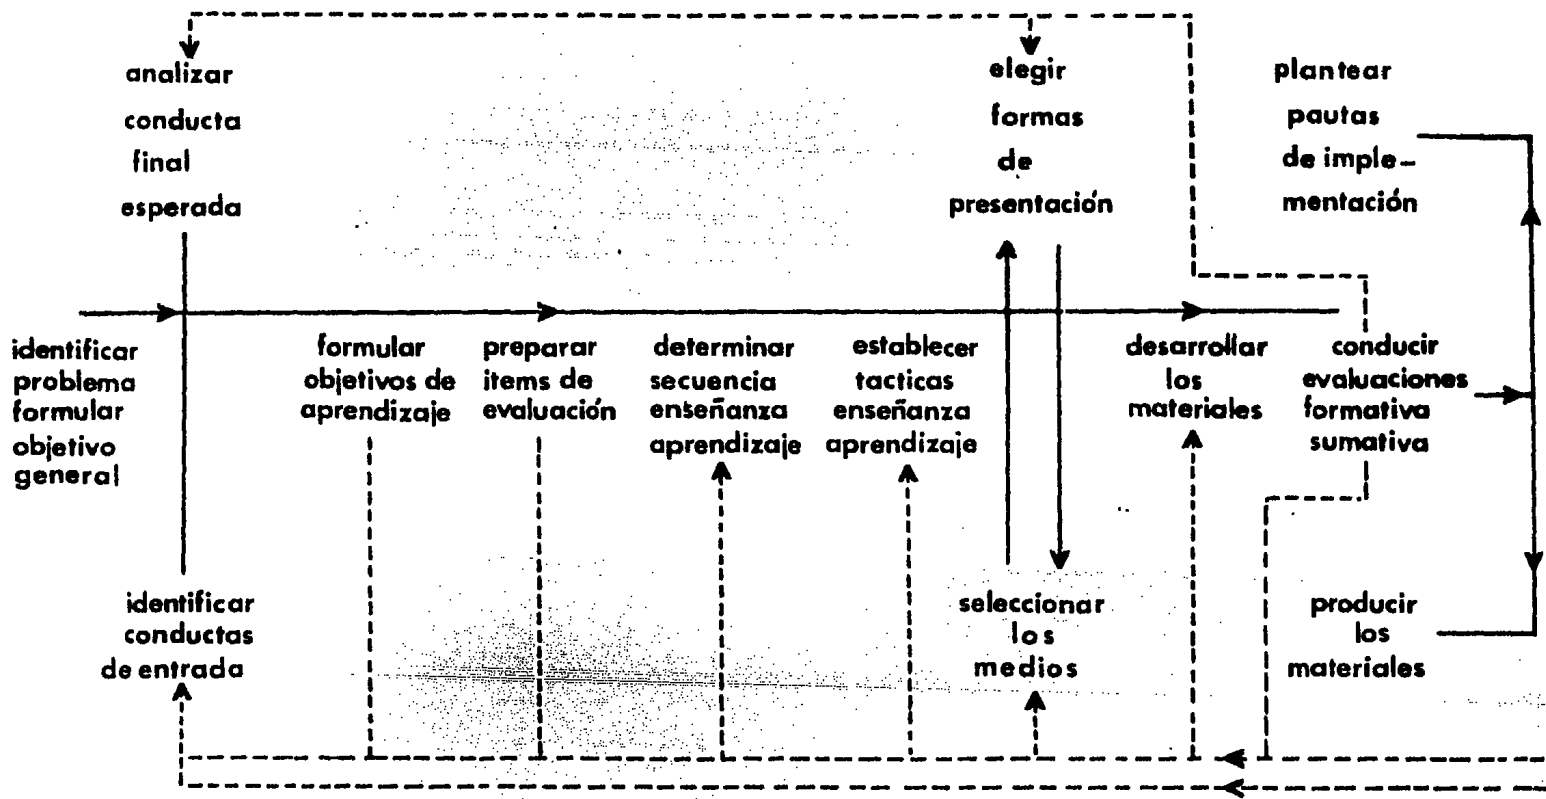 analizar
conducta
final
esperada
elegir
formas
de
presentación
plantear
pautas
de imple-
mentación
identificar
problema
formular
objetivo
general
formular
objetivos de
aprendizaje
preparar
items de
evaluación
determinar
secuencia
enseñanza
aprendizaje
establecer
tacticas
enseñanza
aprendizaje
desarrollar
los
materiales
conducir
evaluaciones
formativa
sumativa
identificar
conductas
de entrada
seleccionar
los
medios
producir
los
materiales